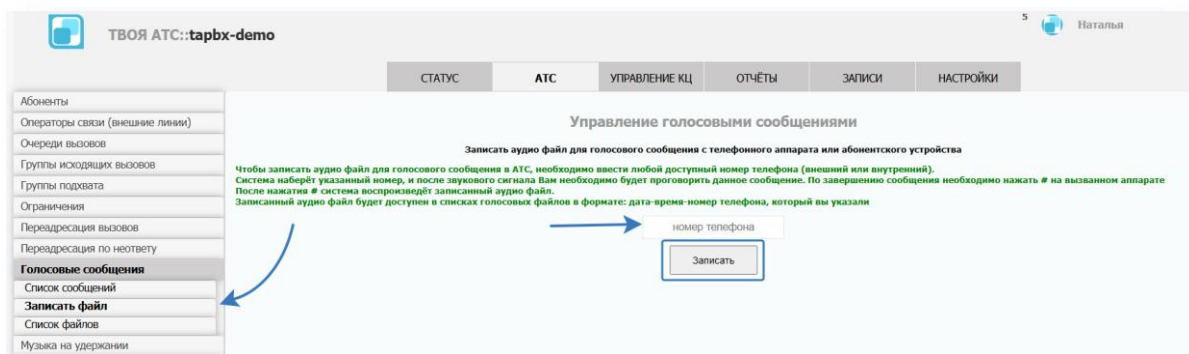 5
Наталья
ТВОЯ АТС::tapbx-demo
СТАТУС
АТС
УПРАВЛЕНИЕ КЦ
ОТЧЁТЫ
ЗАПИСИ
НАСТРОЙКИ
Абоненты
Операторы связи (внешние линии)
Очереди вызовов
Группы исходящих вызовов
Группы подхвата
Ограничения
Переадресация вызовов
Переадресация по неответу
Голосовые сообщения
Список сообщений
Записать файл
Список файлов
Музыка на удержании
Управление голосовыми сообщениями
Записать аудио файл для голосового сообщения с телефонного аппарата или абонентского устройства
Чтобы записать аудио файл для голосового сообщения в АТС, необходимо ввести любой доступный номер телефона (внешний или внутренний).
Система наберёт указанный номер, и после звукового сигнала Вам необходимо будет проговорить данное сообщение. По завершению сообщения необходимо нажать # на вызванном аппарате
После нажатия # система воспроизведёт записанный аудио файл.
Записанный аудио файл будет доступен в списках голосовых файлов в формате: дата-время-номер телефона, который вы указали
номер телефона
Записать